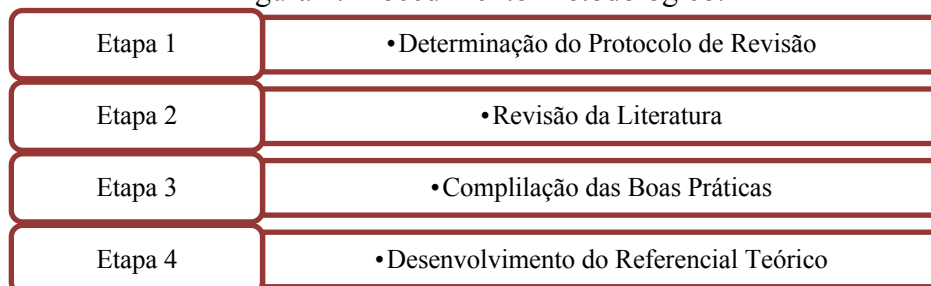 Etapa 1
•Determinação do Protocolo de Revisão
Etapa 2
•Revisão da Literatura
Etapa 3
•Complilação das Boas Práticas
Etapa 4
•Desenvolvimento do Referencial Teórico